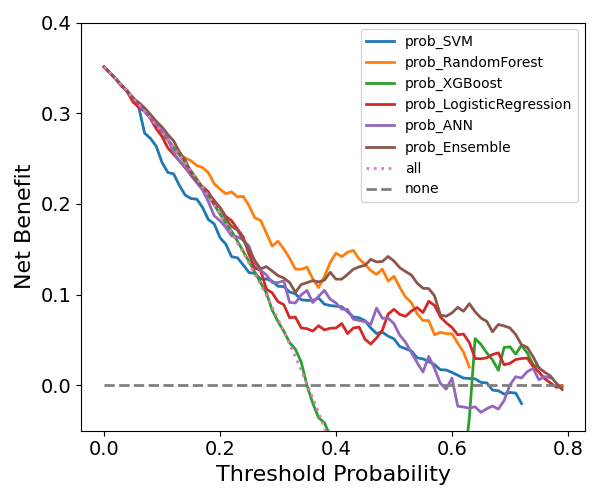 0.4
0.3
0.2
0.1
0.0
Net Benefit
prob_SVM
prob_RandomForest
prob_XGBoost
prob_LogisticRegression
prob_ANN
prob_Ensemble
all
none
0.0 0.2 0.4 0.6 0.8
Threshold Probability